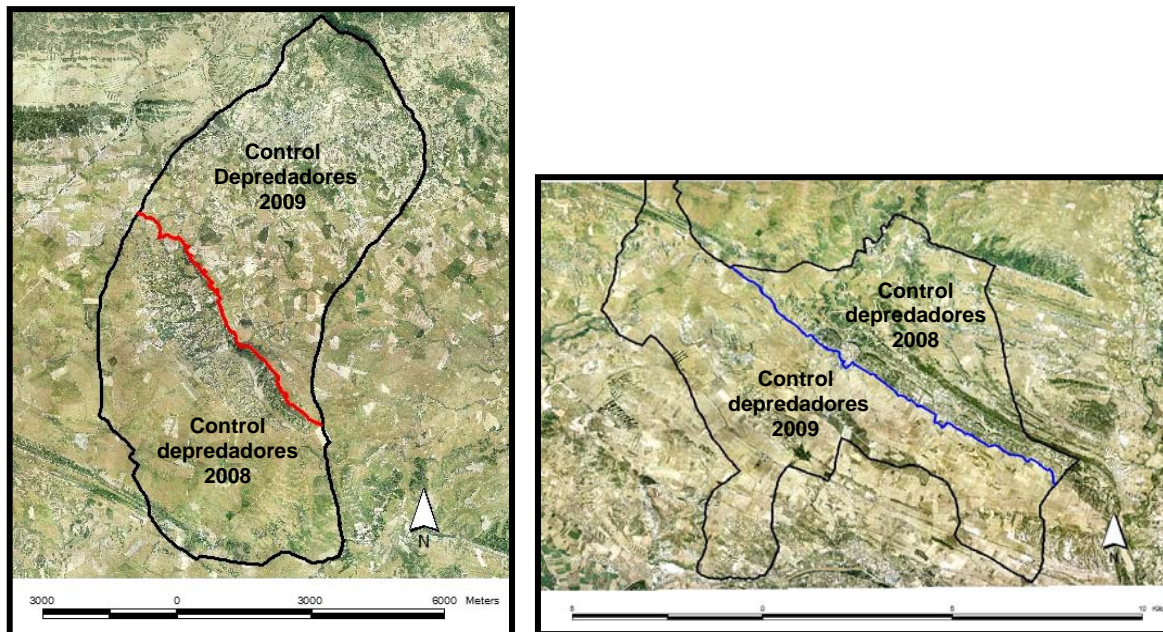 Control
Depredadores
2009
Control
depredadores
2008
N
3000 0 3000 6000 Meters
Control
depredadores
2008
Control
depredadores
2009
N
5 0 5 10